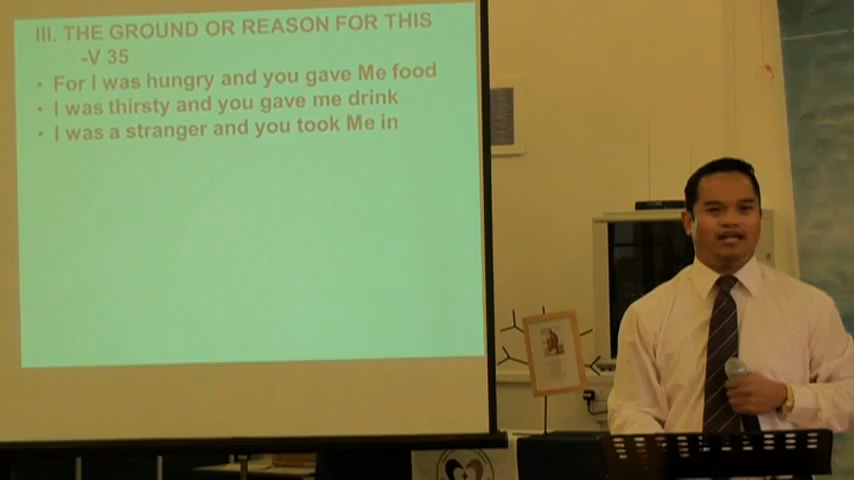 III. THE GROUND OR REASON FOR THIS
-V 35
• For I was hungry and you gave Me food
• I was thirsty and you gave me drink
• I was a stranger and you took Me in